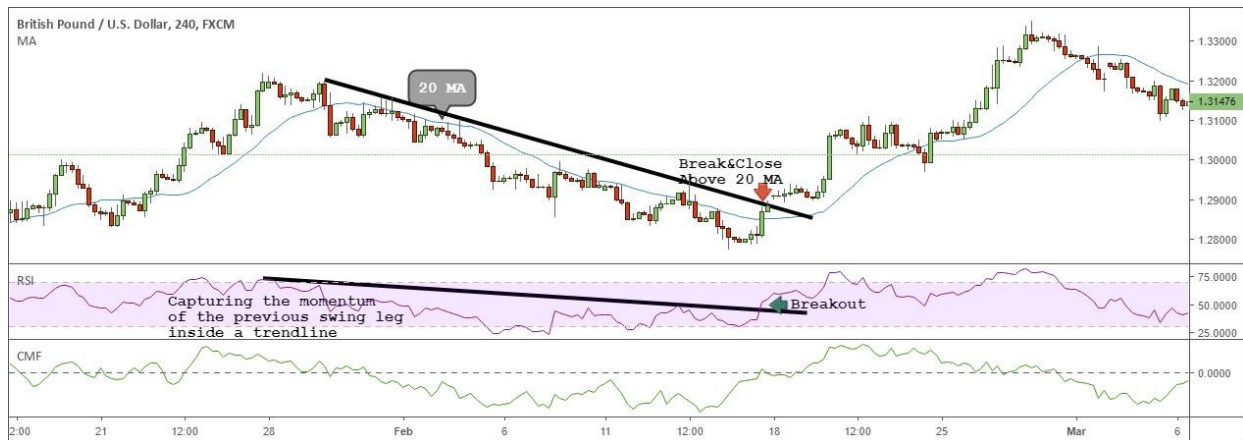 British Pound / U.S. Dollar, 240, FXCM
MA
20 MA
Break&Close
Above 20 MA
1.33000
1.32000
1.31476
1.31000
1.30000
1.29000
1.28000
RSI
Capturing the momentum
of the previous swing leg
inside a trendline
Breakout
75.0000
50.0000
25.0000
CMF
0.0000
2:00 21 12:00 28 Feb 6 11 12:00 18 12:00 25 Mar 6